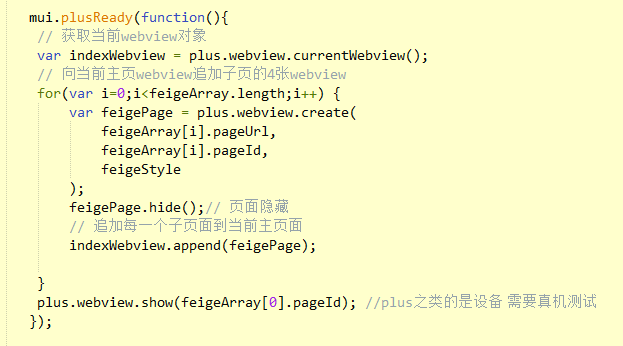 mui.plusReady(function(){
// 获取当前webview对象
var indexWebview = plus.webview.currentWebview();
// 向当前主页webview追加子页的4张webview
for(var i=0;i<feigeArray.length;i++) {
var feigePage = plus.webview.create(
feigeArray[i].pageUrl,
feigeArray[i].pageId,
feigeStyle
);
feigePage.hide();// 页面隐藏
// 追加每一个子页面到当前主页面
indexWebview.append(feigePage);
}
plus.webview.show(feigeArray[0].pageId); //plus之类的是设备 需要真机测试
});